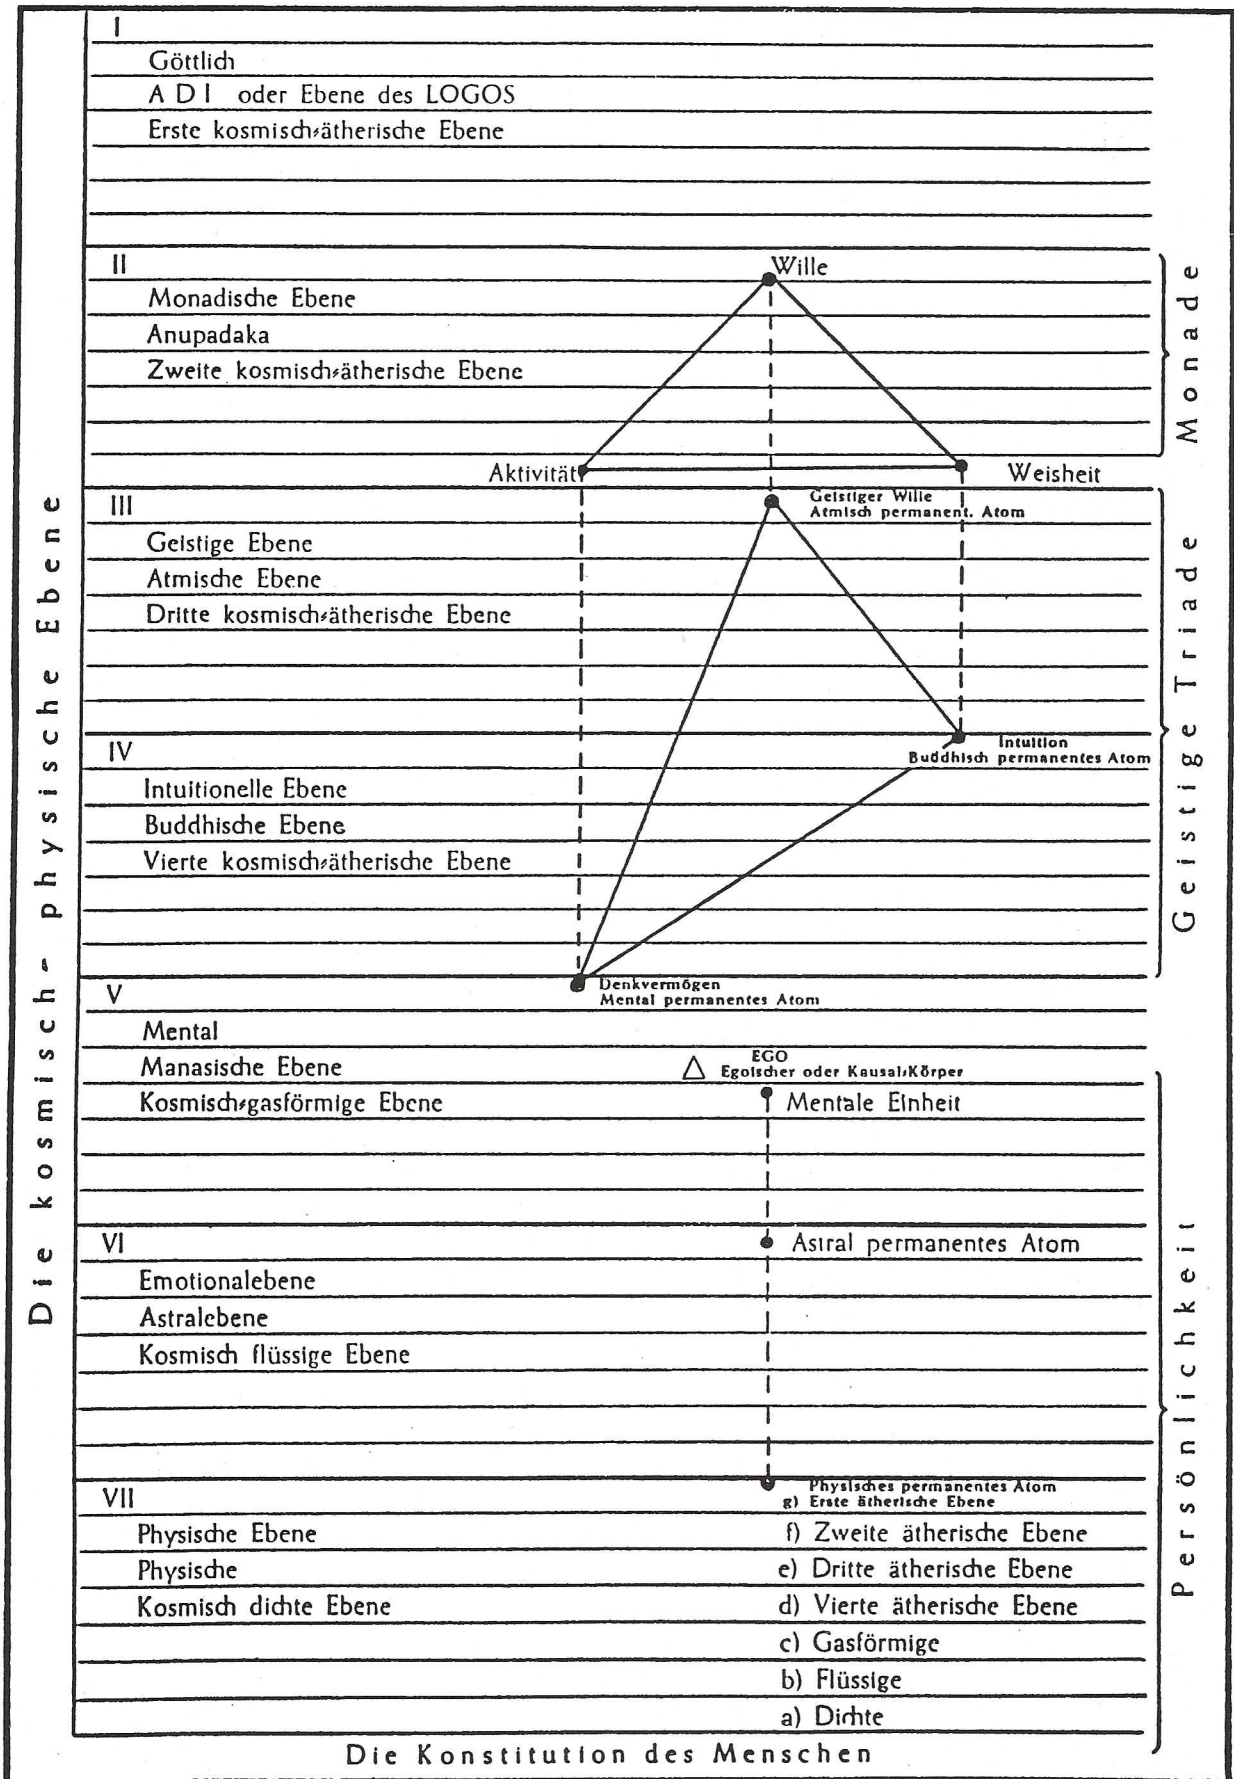 Die kosmisch - physische Ebene
I
Göttlich
A D I oder Ebene des LOGOS
Erste kosmisch-ätherische Ebene
II
Wille
Monadische Ebene
Anupadaka
Zweite kosmisch-ätherische Ebene
Monade
Aktivität
Weisheit
III
Geistiger Wille
Atmisch permanent. Atom
Geistige Ebene
Atmische Ebene
Dritte kosmisch-ätherische Ebene
Geistige Triade
IV
Intuition
Buddhisch permanentes Atom
Intuitionelle Ebene
Buddhische Ebene
Vierte kosmisch-ätherische Ebene
V
Denkvermögen
Mental permanentes Atom
Mental
Manasische Ebene
EGO
Egoischer oder Kausal-Körper
Kosmisch-gasförmige Ebene
Mentale Einheit
VI
Astral permanentes Atom
Emotionalebene
Astralebene
Kosmisch flüssige Ebene
Persönlichkeit
VII
Physisches permanentes Atom
g) Erste ätherische Ebene
Physische Ebene
f) Zweite ätherische Ebene
Physische
e) Dritte ätherische Ebene
Kosmisch dichte Ebene
d) Vierte ätherische Ebene
c) Gasförmige
b) Flüssige
a) Dichte
Die Konstitution des Menschen